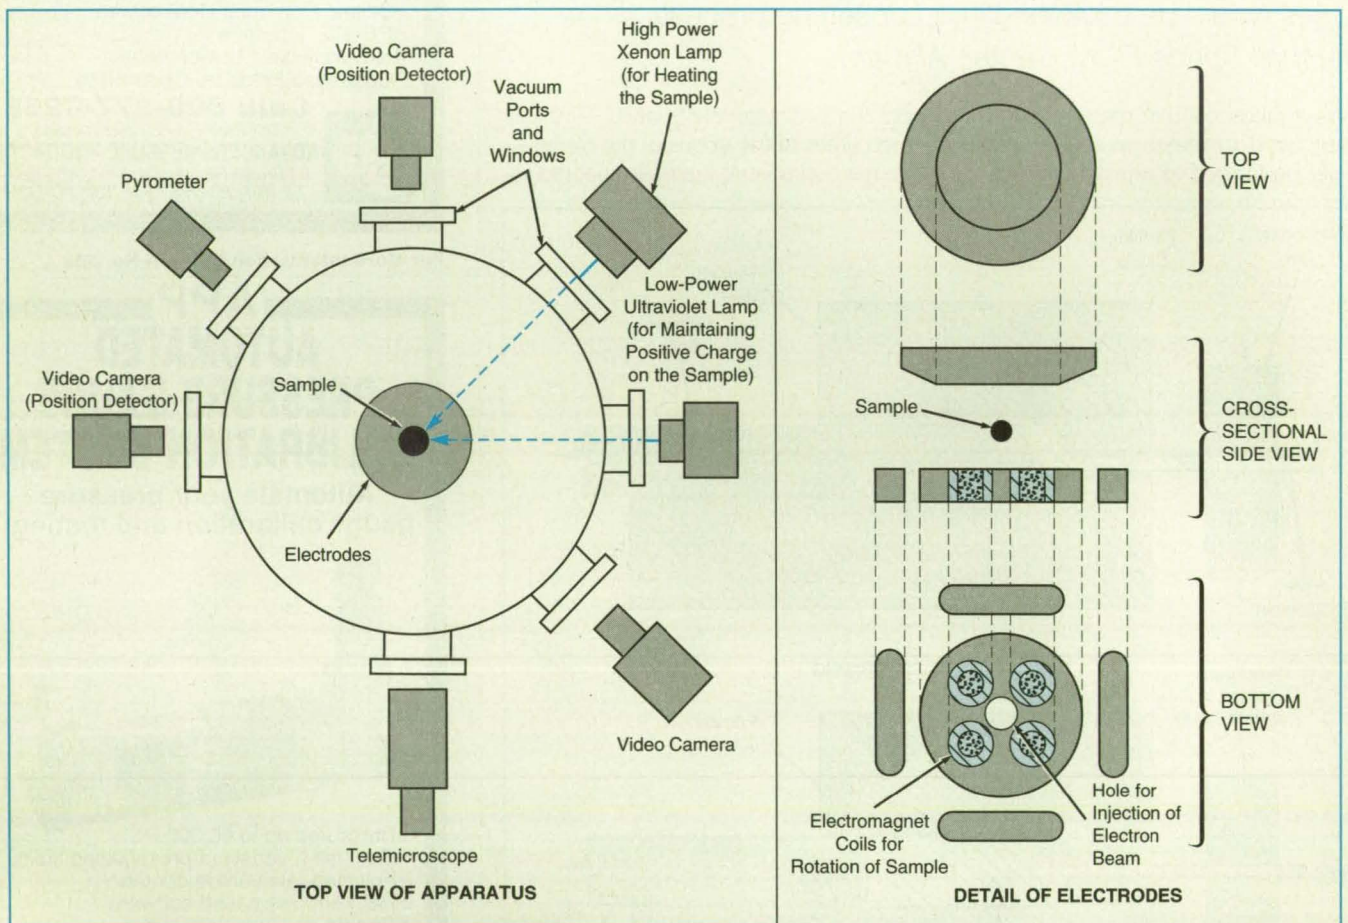 Video Camera
(Position Detector)
High Power
Xenon Lamp
(for Heating
the Sample)
Vacuum
Ports
and
Windows
Pyrometer
Low-Power
Ultraviolet Lamp
(for Maintaining
Positive Charge
on the Sample)
Video Camera
(Position Detector)
Sample
Electrodes
Video Camera
Telemicroscope
TOP VIEW OF APPARATUS
TOP
VIEW
Sample
CROSS-
SECTIONAL
SIDE VIEW
BOTTOM
VIEW
Electromagnet
Coils for
Rotation of Sample
Hole for
Injection of
Electron
Beam
DETAIL OF ELECTRODES